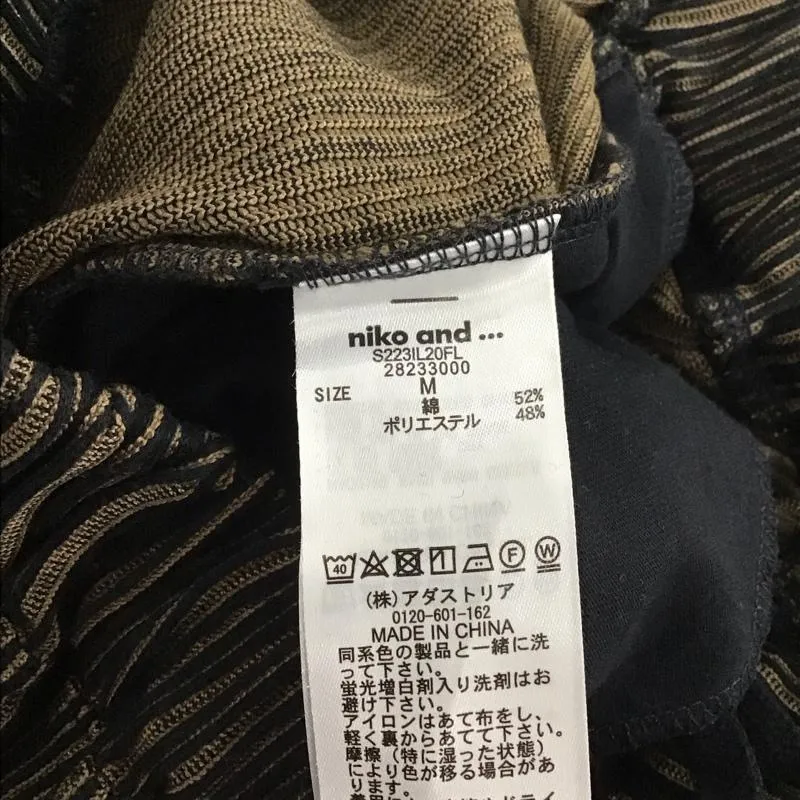 niko and ...
S223IL20FL
28233000
SIZE M
綿 52%
ポリエステル 48%
40 F W
(株)アダストリア
0120-601-162
MADE IN CHINA
同系色の製品と一緒に洗
って下さい。
蛍光増白剤入り洗剤はお
避け下さい。
アイロンはあて布をし、
軽く裏からあてて下さい。
摩擦(特に湿った状態)
により色が移る場合があ
ります。